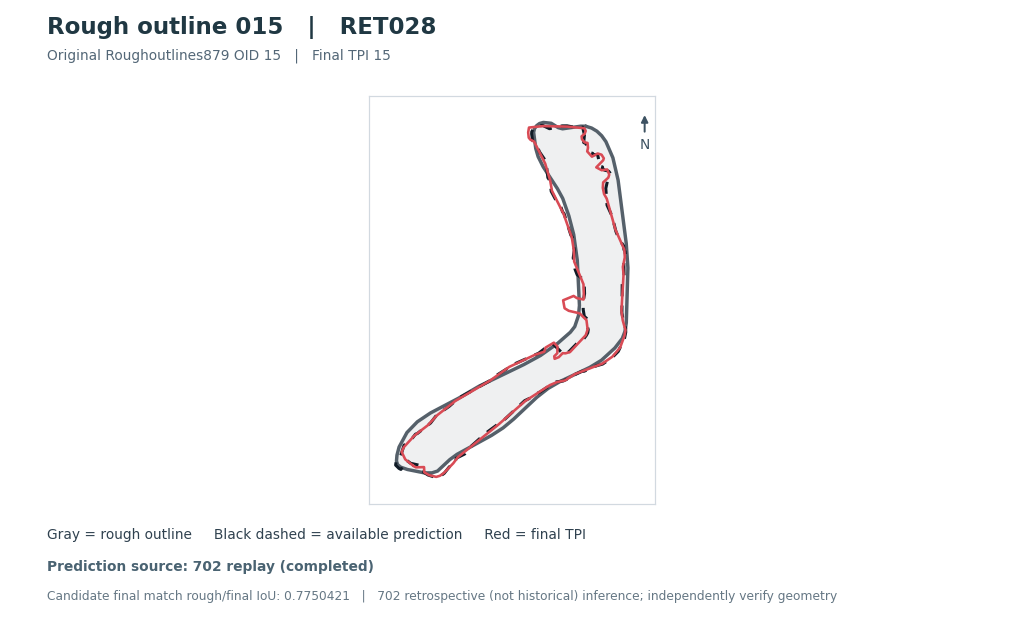 Rough outline 015 | RET028
Original Roughoutlines879 OID 15 | Final TPI 15
N
Gray = rough outline Black dashed = available prediction Red = final TPI
Prediction source: 702 replay (completed)
Candidate final match rough/final IoU: 0.7750421 | 702 retrospective (not historical) inference; independently verify geometry